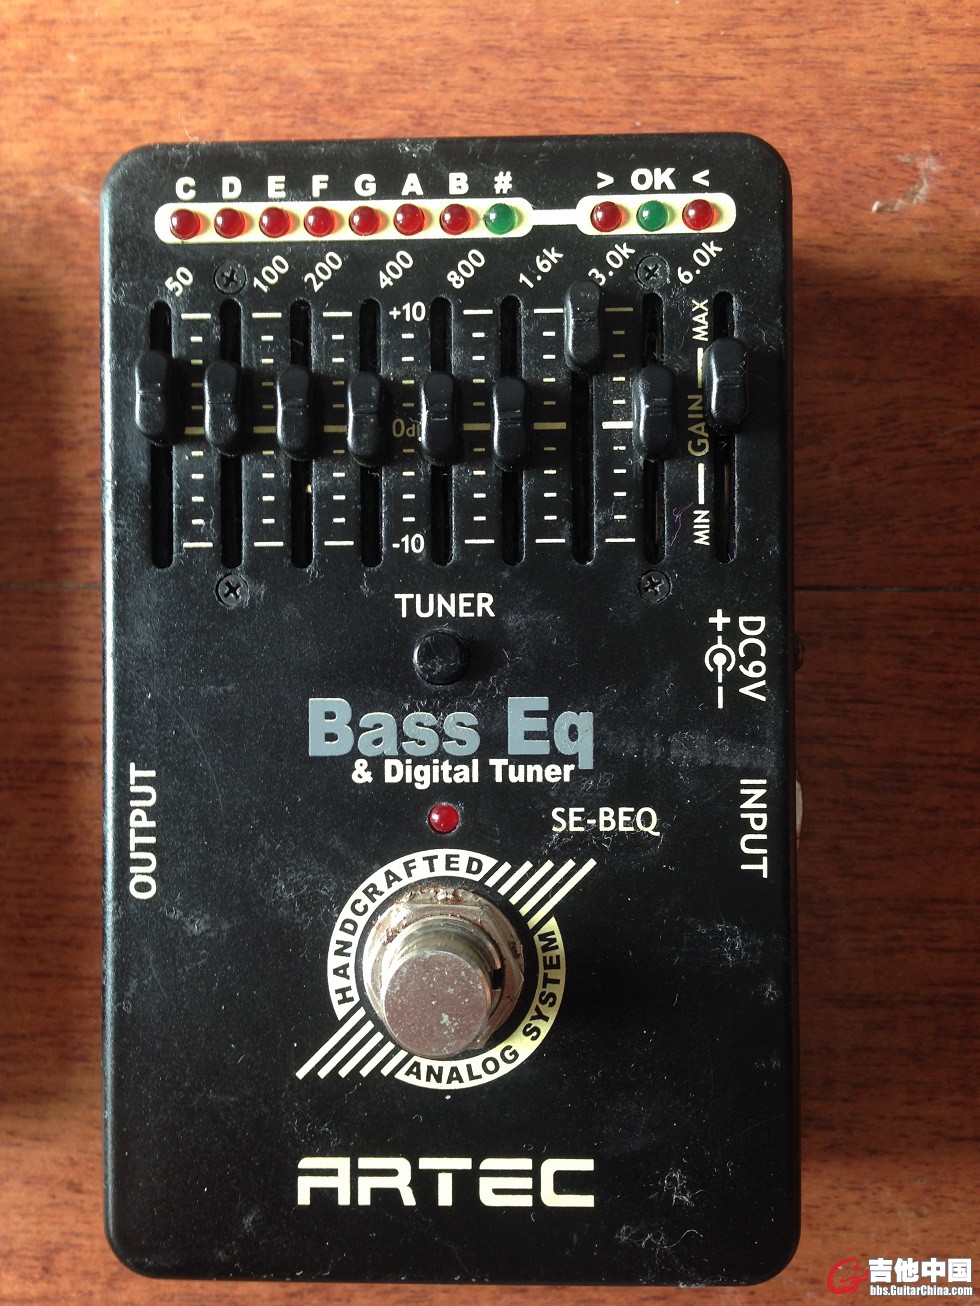 C D E F G A B # > OK <
50 100 200 400 800 1.6k 3.0k 6.0k
+10
-10
MAX
GAIN
MIN
TUNER
DC9V
+ -
Bass Eq
& Digital Tuner
SE-BEQ
OUTPUT
INPUT
HANDCRAFTED
ANALOG SYSTEM
ARTEC
吉他中国
bbs.GuitarChina.com